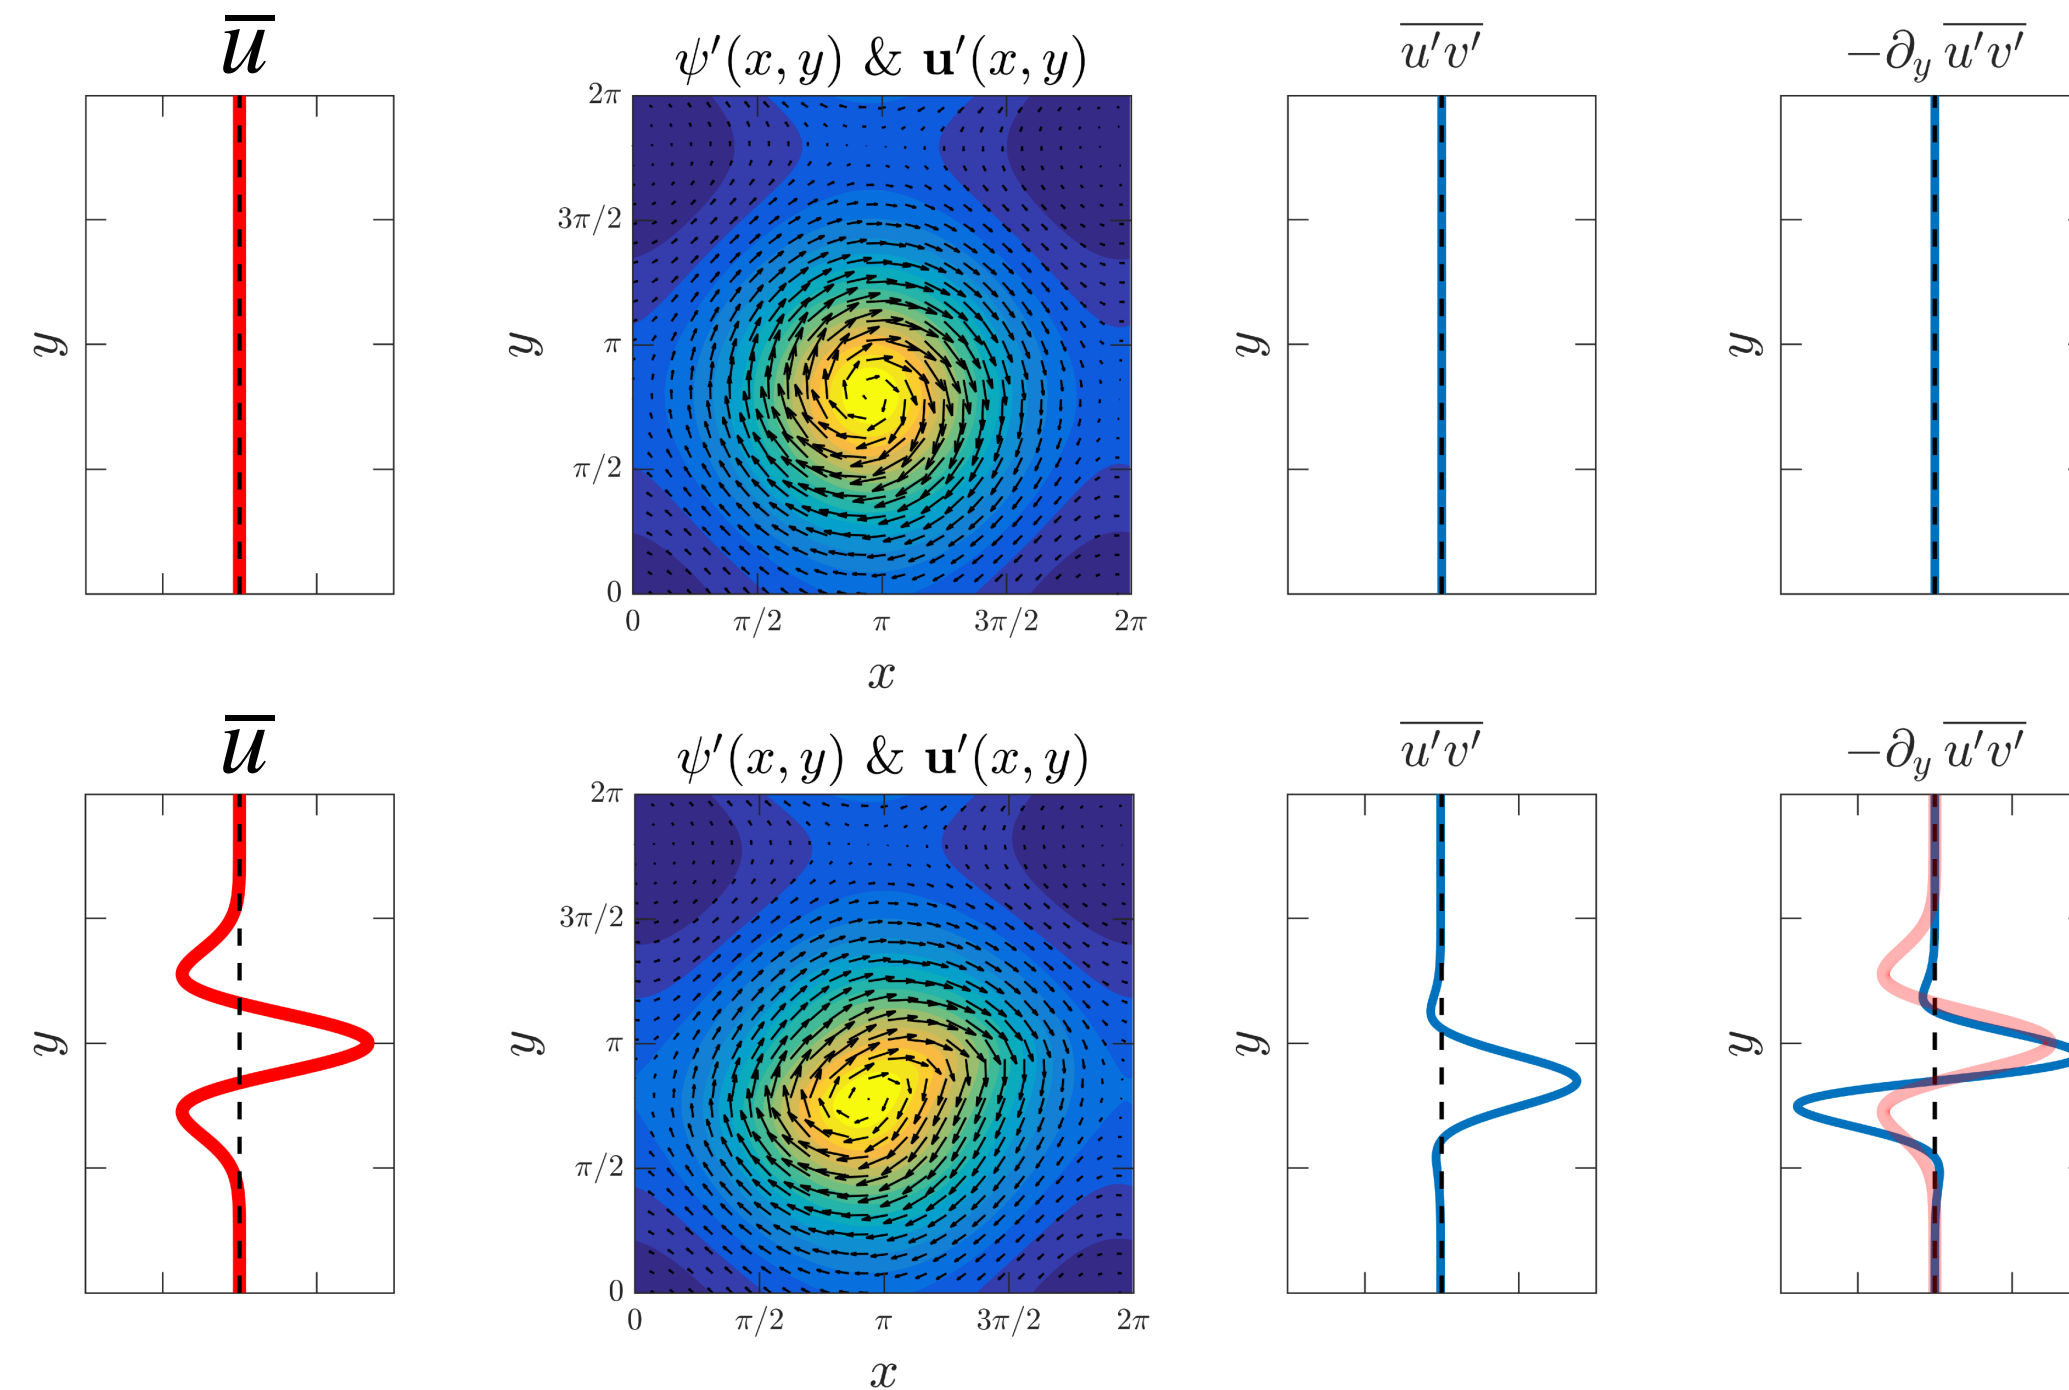 u̅
ψ′(x, y) & u′(x, y)
u′v′
−∂y u′v′
y
2π
3π/2
π
π/2
0
y
0 π/2 π 3π/2 2π
x
y
y
u̅
ψ′(x, y) & u′(x, y)
u′v′
−∂y u′v′
y
2π
3π/2
π
π/2
0
y
0 π/2 π 3π/2 2π
x
y
y